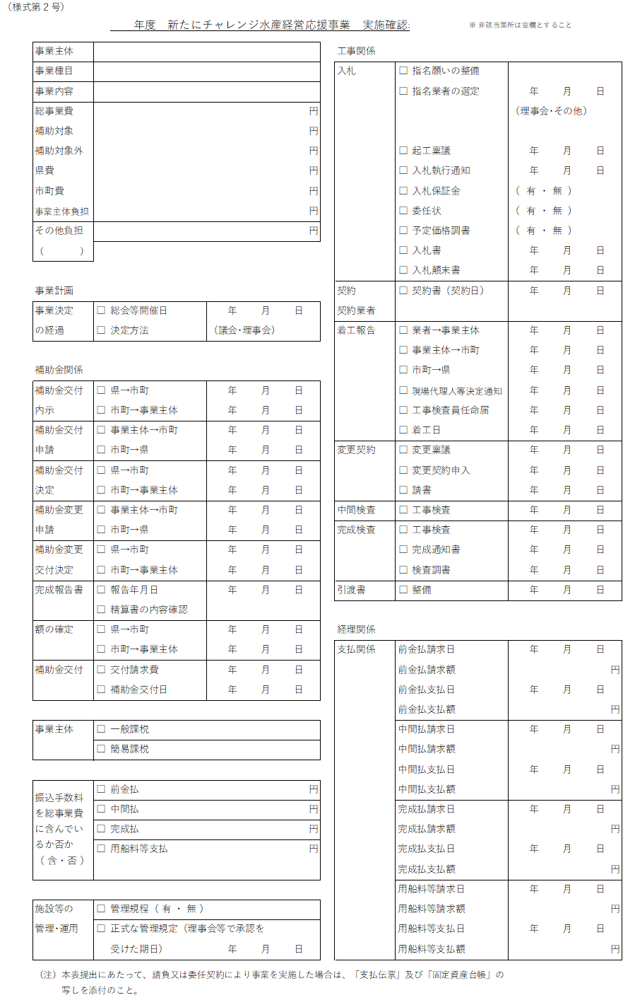 （様式第２号）
年度　新たにチャレンジ水産経営応援事業　実施確認
※ 非該当箇所は空欄とすること
事業主体
事業種目
事業内容
総事業費　円
補助対象　円
補助対象外　円
県費　円
市町費　円
事業主体負担　円
その他負担　円
（　　　　）
事業計画
事業決定　□ 総会等開催日　年　月　日
の経過　□ 決定方法　（議会・理事会）
補助金関係
補助金交付　□ 県→市町　年　月　日
内示　□ 市町→事業主体　年　月　日
補助金交付　□ 事業主体→市町　年　月　日
申請　□ 市町→県　年　月　日
補助金交付　□ 県→市町　年　月　日
決定　□ 市町→事業主体　年　月　日
補助金変更　□ 事業主体→市町　年　月　日
申請　□ 市町→県　年　月　日
補助金変更　□ 県→市町　年　月　日
交付決定　□ 市町→事業主体　年　月　日
完成報告書　□ 報告年月日　年　月　日
□ 精算書の内容確認
額の確定　□ 県→市町　年　月　日
□ 市町→事業主体　年　月　日
補助金交付　□ 交付請求費　年　月　日
□ 補助金交付日　年　月　日
事業主体　□ 一般課税
□ 簡易課税
振込手数料
を総事業費
に含んでい
るか否か
（ 含・否 ）
□ 前金払　円
□ 中間払　円
□ 完成払　円
□ 用船料等支払　円
施設等の　□ 管理規程（ 有 ・ 無 ）
管理・運用　□ 正式な管理規定（理事会等で承認を
受けた期日）　年　月　日
工事関係
入札　□ 指名願いの整備
□ 指名業者の選定　年　月　日
（理事会・その他）
□ 起工稟議　年　月　日
□ 入札執行通知　年　月　日
□ 入札保証金　（ 有 ・ 無 ）
□ 委任状　（ 有 ・ 無 ）
□ 予定価格調書　（ 有 ・ 無 ）
□ 入札書　年　月　日
□ 入札顛末書　年　月　日
契約　□ 契約書（契約日）　年　月　日
契約業者
着工報告　□ 業者→事業主体　年　月　日
□ 事業主体→市町　年　月　日
□ 市町→県　年　月　日
□ 現場代理人等決定通知　年　月　日
□ 工事検査員任命届　年　月　日
□ 着工日　年　月　日
変更契約　□ 変更稟議　年　月　日
□ 変更契約申入　年　月　日
□ 請書　年　月　日
中間検査　□ 工事検査　年　月　日
完成検査　□ 工事検査　年　月　日
□ 完成通知書　年　月　日
□ 検査調書　年　月　日
引渡書　□ 整備　年　月　日
経理関係
支払関係　前金払請求日　年　月　日
前金払請求額　円
前金払支払日　年　月　日
前金払支払額　円
中間払請求日　年　月　日
中間払請求額　円
中間払支払日　年　月　日
中間払支払額　円
完成払請求日　年　月　日
完成払請求額　円
完成払支払日　年　月　日
完成払支払額　円
用船料等請求日　年　月　日
用船料等請求額　円
用船料等支払日　年　月　日
用船料等支払額　円
（注）本表提出にあたって、請負又は委任契約により事業を実施した場合は、「支払伝票」及び「固定資産台帳」の
写しを添付のこと。